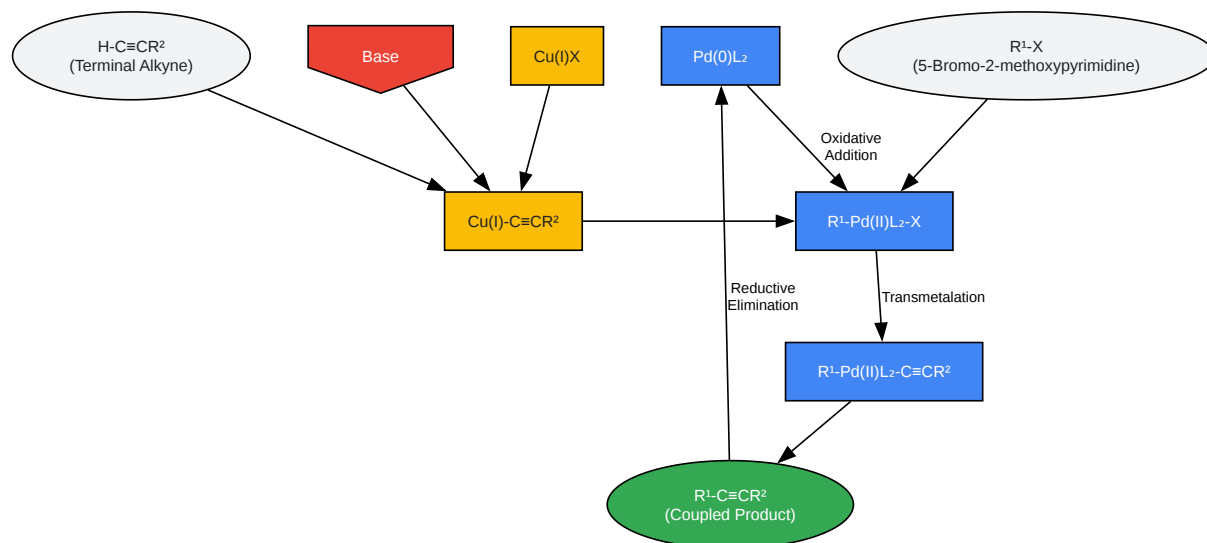 H-C≡CR²
(Terminal Alkyne)
Base
Cu(I)X
Pd(0)L₂
R¹-X
(5-Bromo-2-methoxypyrimidine)
Oxidative
Addition
Cu(I)-C≡CR²
R¹-Pd(II)L₂-X
Reductive
Elimination
Transmetalation
R¹-Pd(II)L₂-C≡CR²
R¹-C≡CR²
(Coupled Product)